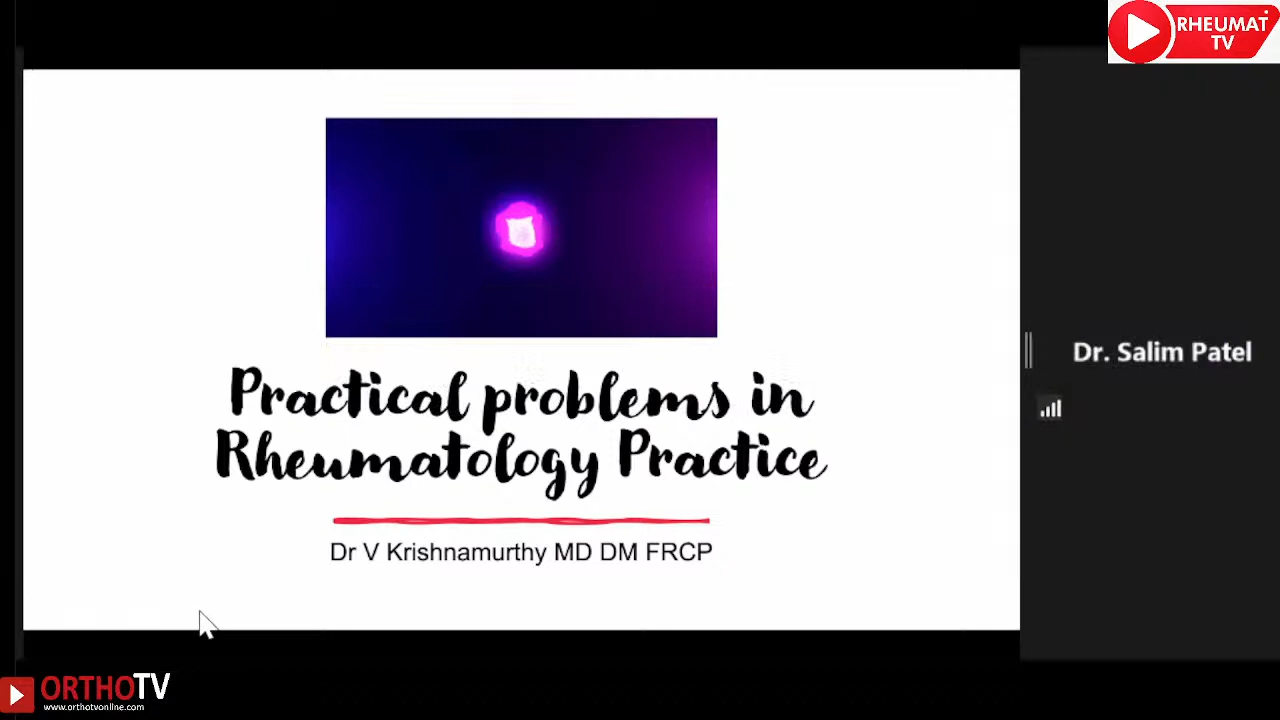 RHEUMAT
TV
Practical problems in
Rheumatology Practice
Dr V Krishnamurthy MD DM FRCP
Dr. Salim Patel
ORTHOTV
www.orthotvonline.com